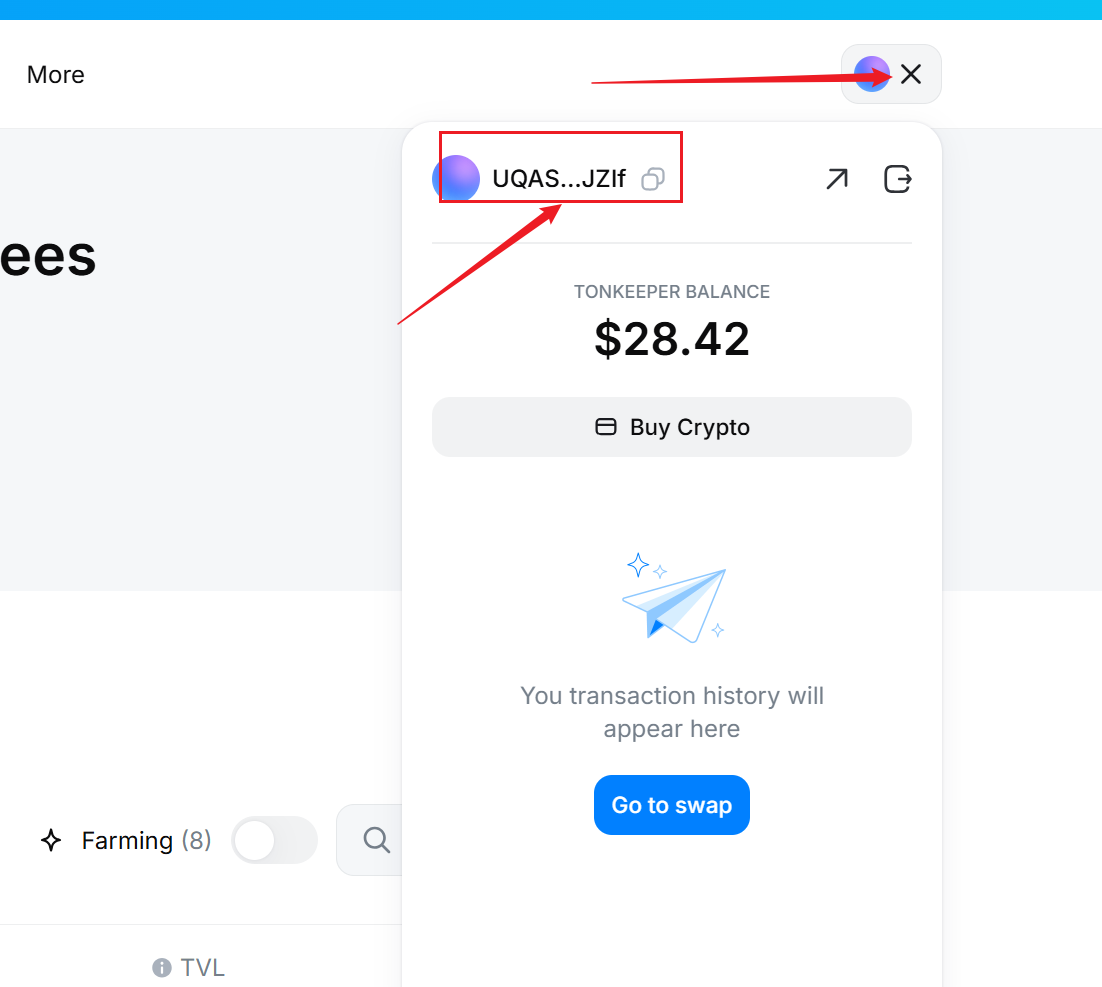 More
UQAS...JZIf
ees
TONKEEPER BALANCE
$28.42
Buy Crypto
You transaction history will
appear here
Go to swap
Farming (8)
TVL